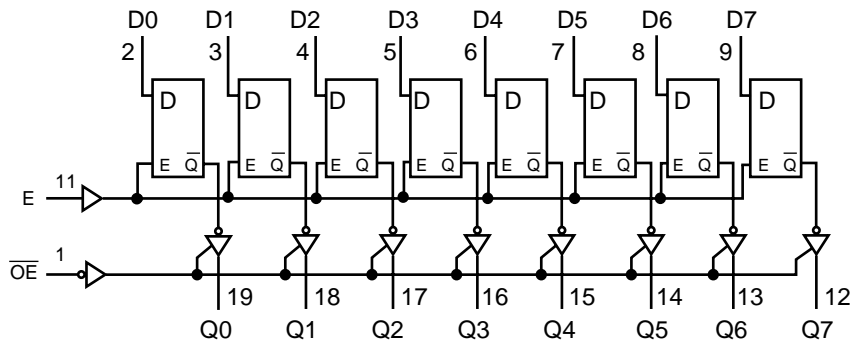 D0 D1 D2 D3 D4 D5 D6 D7
2 3 4 5 6 7 8 9
D D D D D D D D
E Q̅ E Q̅ E Q̅ E Q̅ E Q̅ E Q̅ E Q̅ E Q̅
E 11
O̅E̅ 1
19 18 17 16 15 14 13 12
Q0 Q1 Q2 Q3 Q4 Q5 Q6 Q7